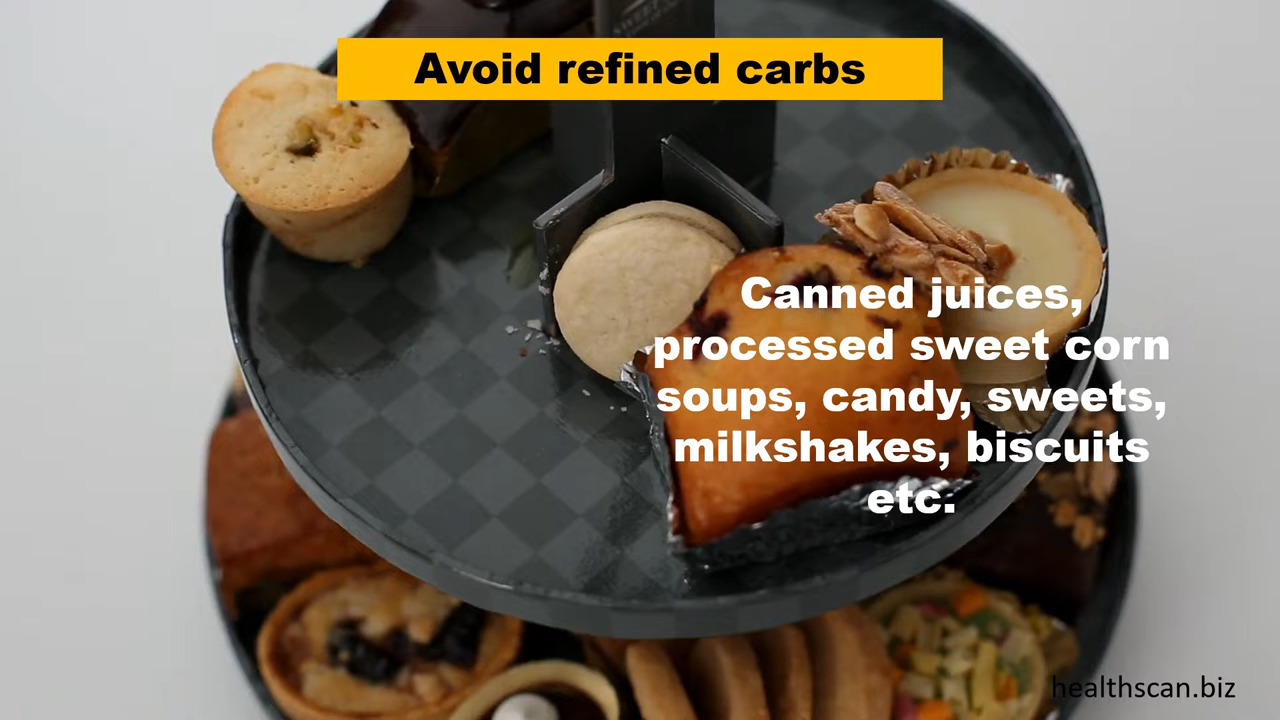 Avoid refined carbs
Canned juices,
processed sweet corn
soups, candy, sweets,
milkshakes, biscuits
etc.
healthscan.biz